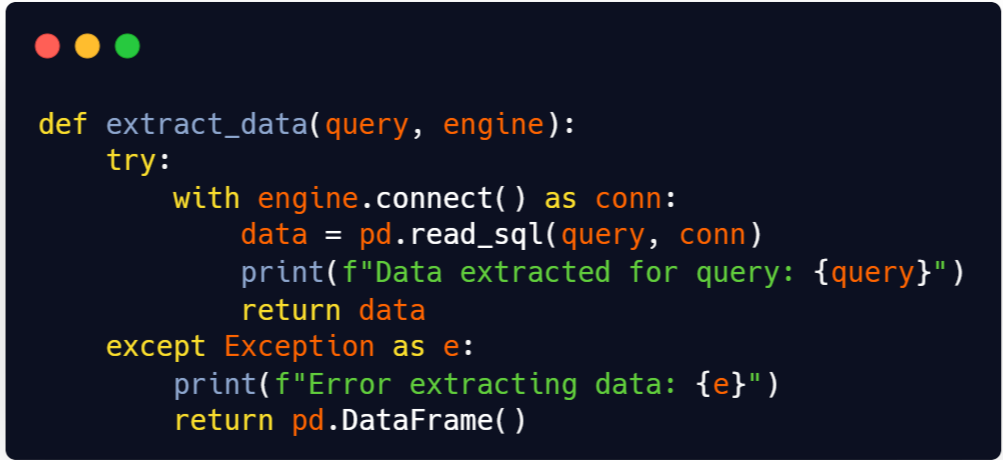 def extract_data(query, engine):
    try:
        with engine.connect() as conn:
            data = pd.read_sql(query, conn)
            print(f"Data extracted for query: {query}")
            return data
    except Exception as e:
        print(f"Error extracting data: {e}")
        return pd.DataFrame()